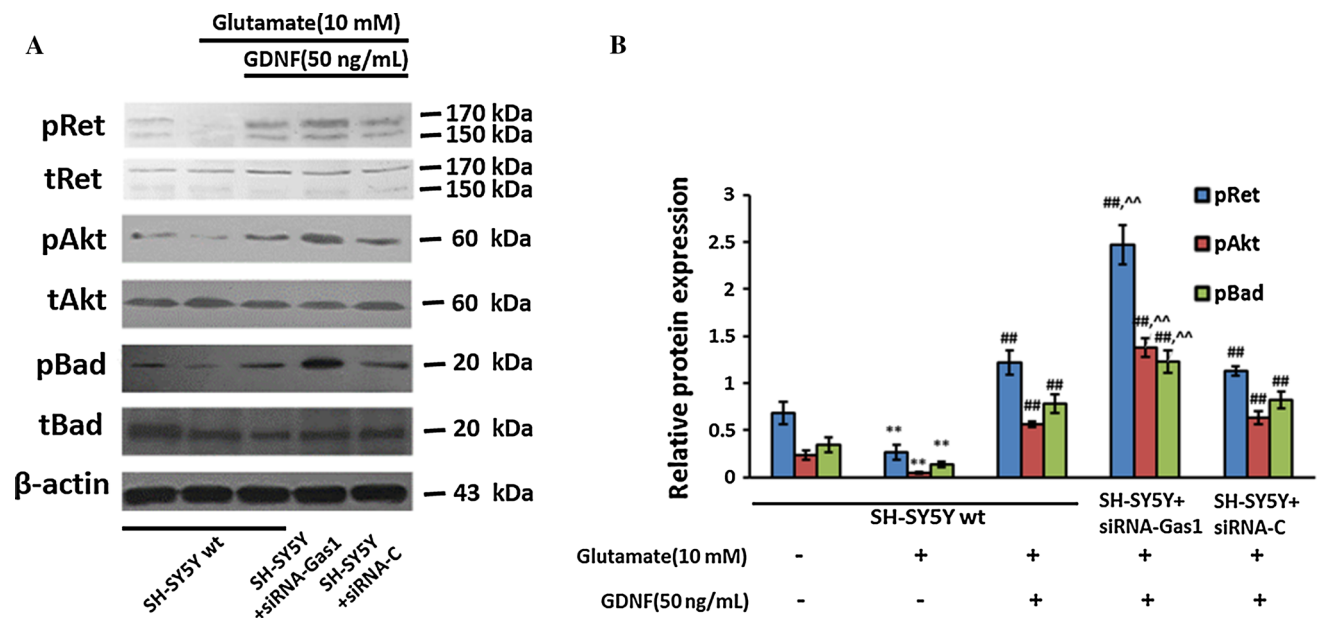 A
Glutamate(10 mM)
GDNF(50 ng/mL)
pRet
170 kDa
150 kDa
tRet
170 kDa
150 kDa
pAkt
60 kDa
tAkt
60 kDa
pBad
20 kDa
tBad
20 kDa
β-actin
43 kDa
SH-SY5Y wt
SH-SY5Y
+siRNA-Gas1
SH-SY5Y
+siRNA-C
B
Relative protein expression
3
2.5
2
1.5
1
0.5
0
pRet
pAkt
pBad
** ** **
## ## ##
##,^^ ##,^^ ##,^^
## ## ##
SH-SY5Y wt
SH-SY5Y+
siRNA-Gas1
SH-SY5Y+
siRNA-C
Glutamate(10 mM) - + + + +
GDNF(50 ng/mL) - - + + +